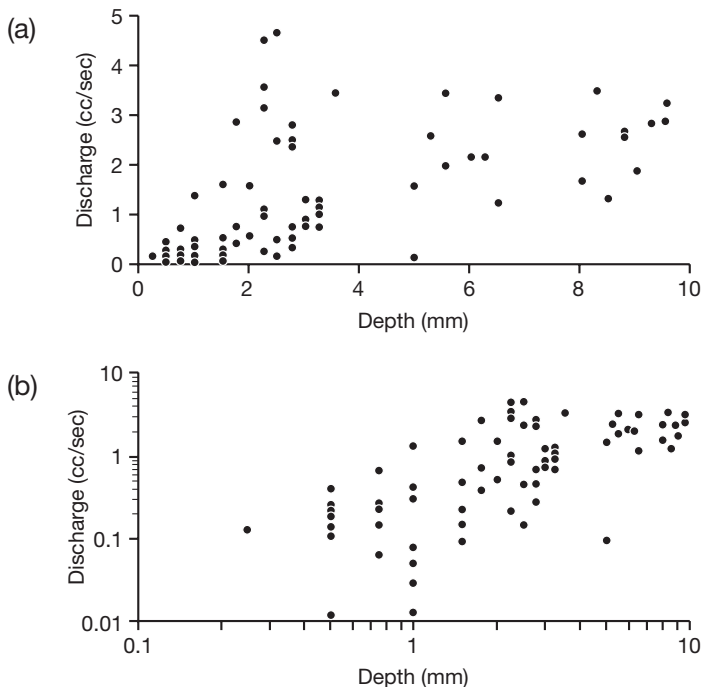 (a)
Discharge (cc/sec)
5
4
3
2
1
0
0 2 4 6 8 10
Depth (mm)
(b)
Discharge (cc/sec)
10
1
0.1
0.01
0.1 1 10
Depth (mm)